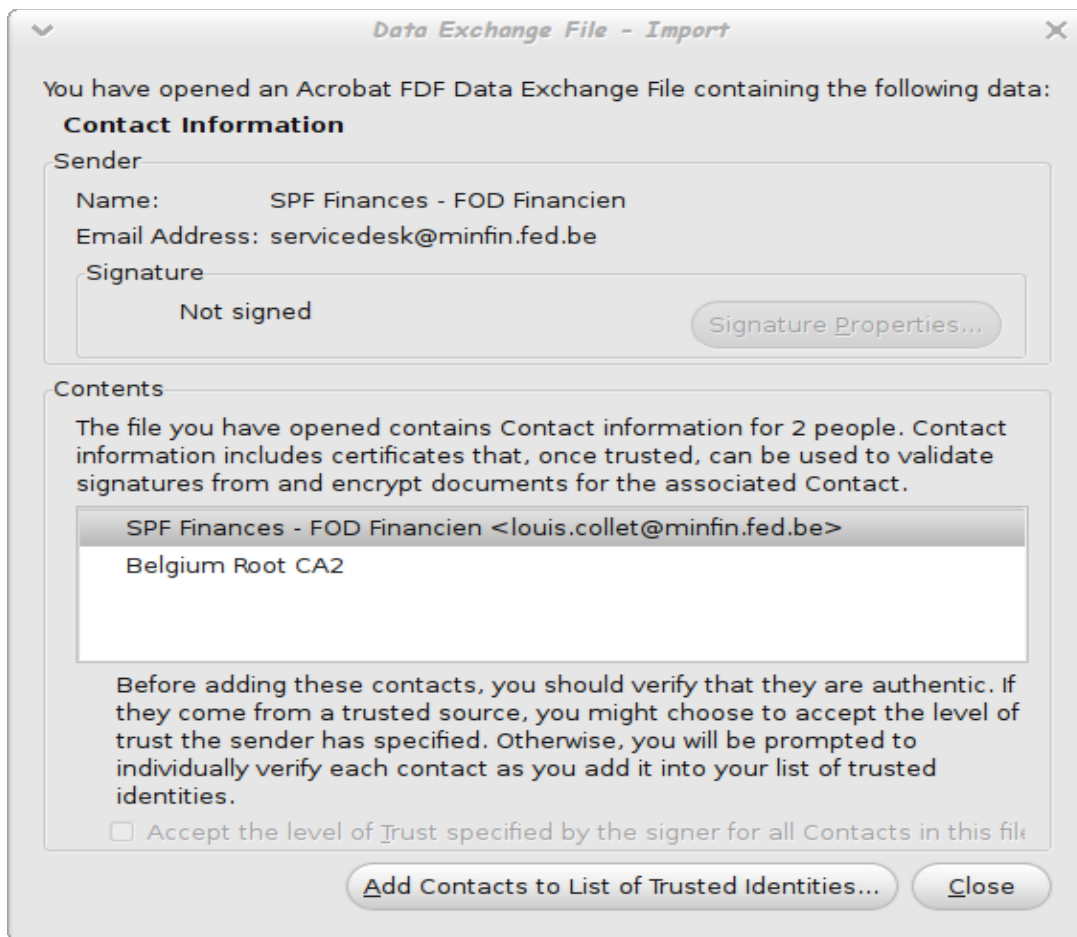 Data Exchange File - Import
You have opened an Acrobat FDF Data Exchange File containing the following data:
Contact Information
Sender
Name: SPF Finances - FOD Financien
Email Address: servicedesk@minfin.fed.be
Signature
Not signed
Signature Properties...
Contents
The file you have opened contains Contact information for 2 people. Contact
information includes certificates that, once trusted, can be used to validate
signatures from and encrypt documents for the associated Contact.
SPF Finances - FOD Financien <louis.collet@minfin.fed.be>
Belgium Root CA2
Before adding these contacts, you should verify that they are authentic. If
they come from a trusted source, you might choose to accept the level of
trust the sender has specified. Otherwise, you will be prompted to
individually verify each contact as you add it into your list of trusted
identities.
Accept the level of Trust specified by the signer for all Contacts in this
Add Contacts to List of Trusted Identities...
Close